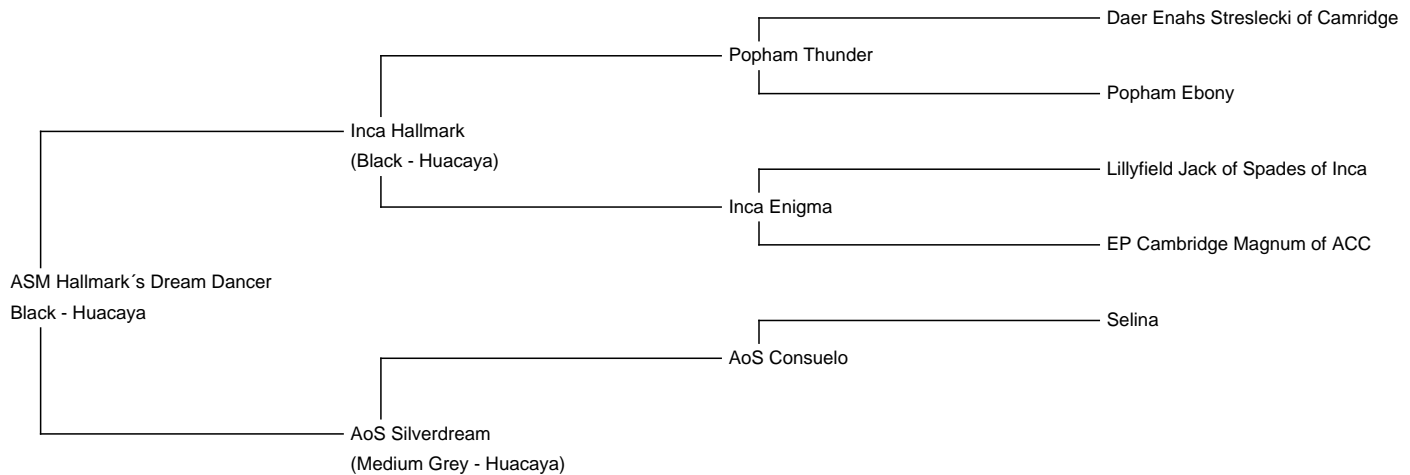 Daer Enahs Streslecki of Camridge
Popham Thunder
Popham Ebony
Inca Hallmark
(Black - Huacaya)
Lillyfield Jack of Spades of Inca
Inca Enigma
EP Cambridge Magnum of ACC
ASM Hallmark´s Dream Dancer
Black - Huacaya
Selina
AoS Consuelo
AoS Silverdream
(Medium Grey - Huacaya)